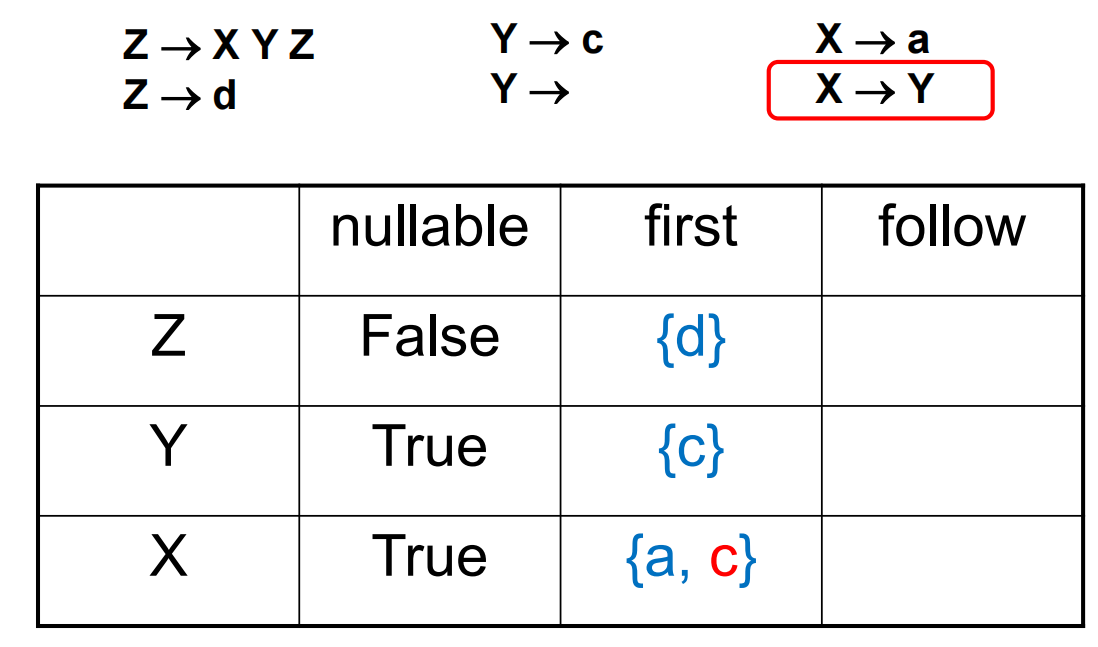 Z → X Y Z Y → c X → a
Z → d Y → X → Y
nullable first follow
Z False {d}
Y True {c}
X True {a, c}